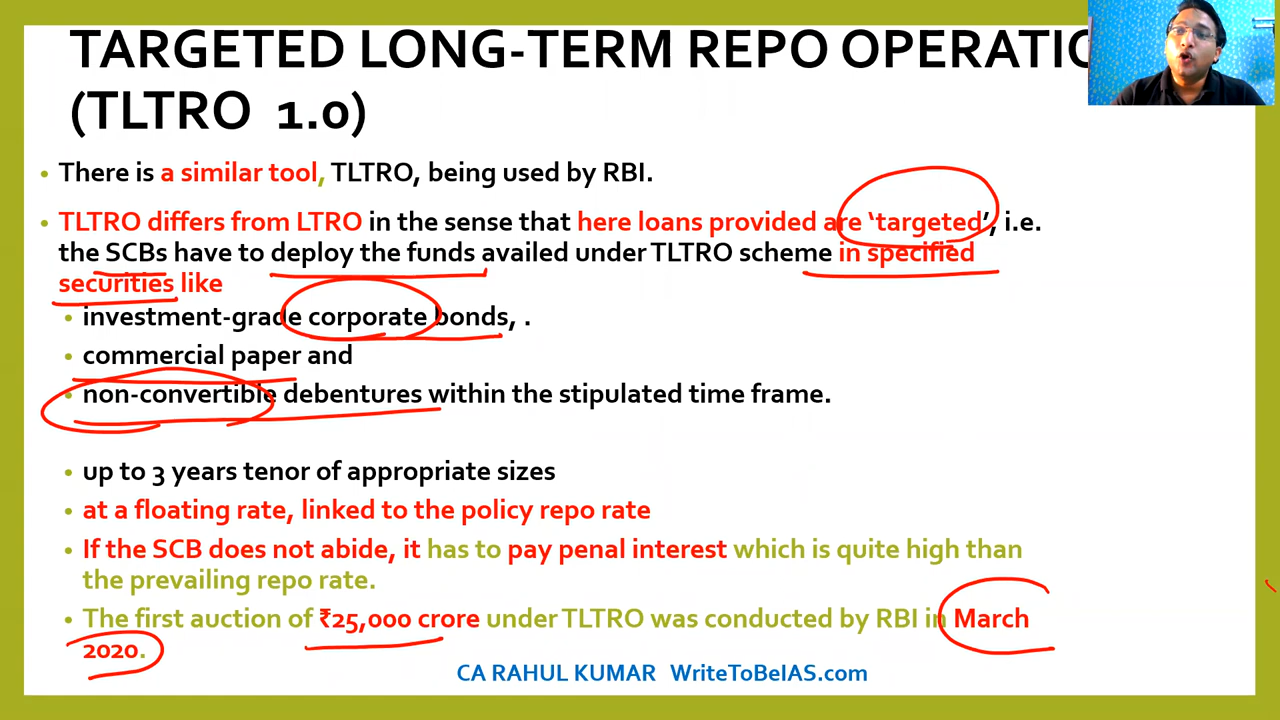 TARGETED LONG-TERM REPO OPERATIO
(TLTRO 1.0)
• There is a similar tool, TLTRO, being used by RBI.
• TLTRO differs from LTRO in the sense that here loans provided are ‘targeted’, i.e.
the SCBs have to deploy the funds availed under TLTRO scheme in specified
securities like
• investment-grade corporate bonds, .
• commercial paper and
• non-convertible debentures within the stipulated time frame.
• up to 3 years tenor of appropriate sizes
• at a floating rate, linked to the policy repo rate
• If the SCB does not abide, it has to pay penal interest which is quite high than
the prevailing repo rate.
• The first auction of ₹25,000 crore under TLTRO was conducted by RBI in March
2020.
CA RAHUL KUMAR WriteToBeIAS.com